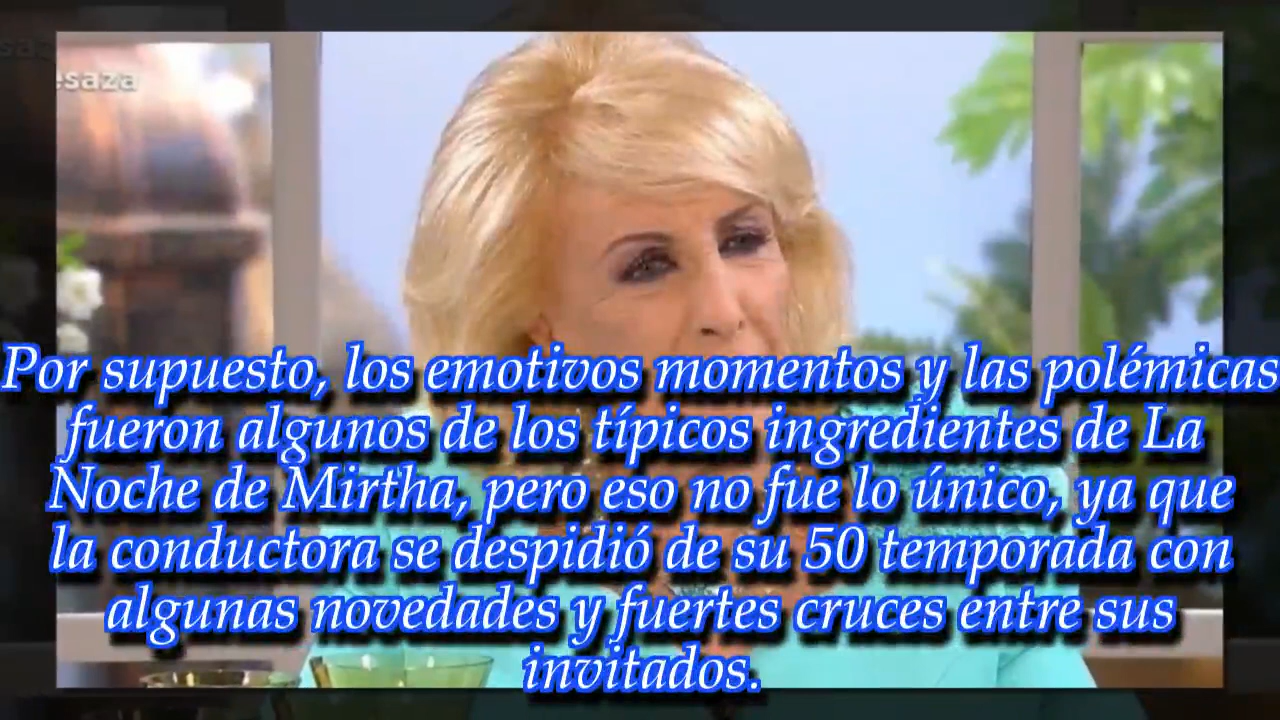 esaza
Por supuesto, los emotivos momentos y las polémicas
fueron algunos de los típicos ingredientes de La
Noche de Mirtha, pero eso no fue lo único, ya que
la conductora se despidió de su 50 temporada con
algunas novedades y fuertes cruces entre sus
invitados.